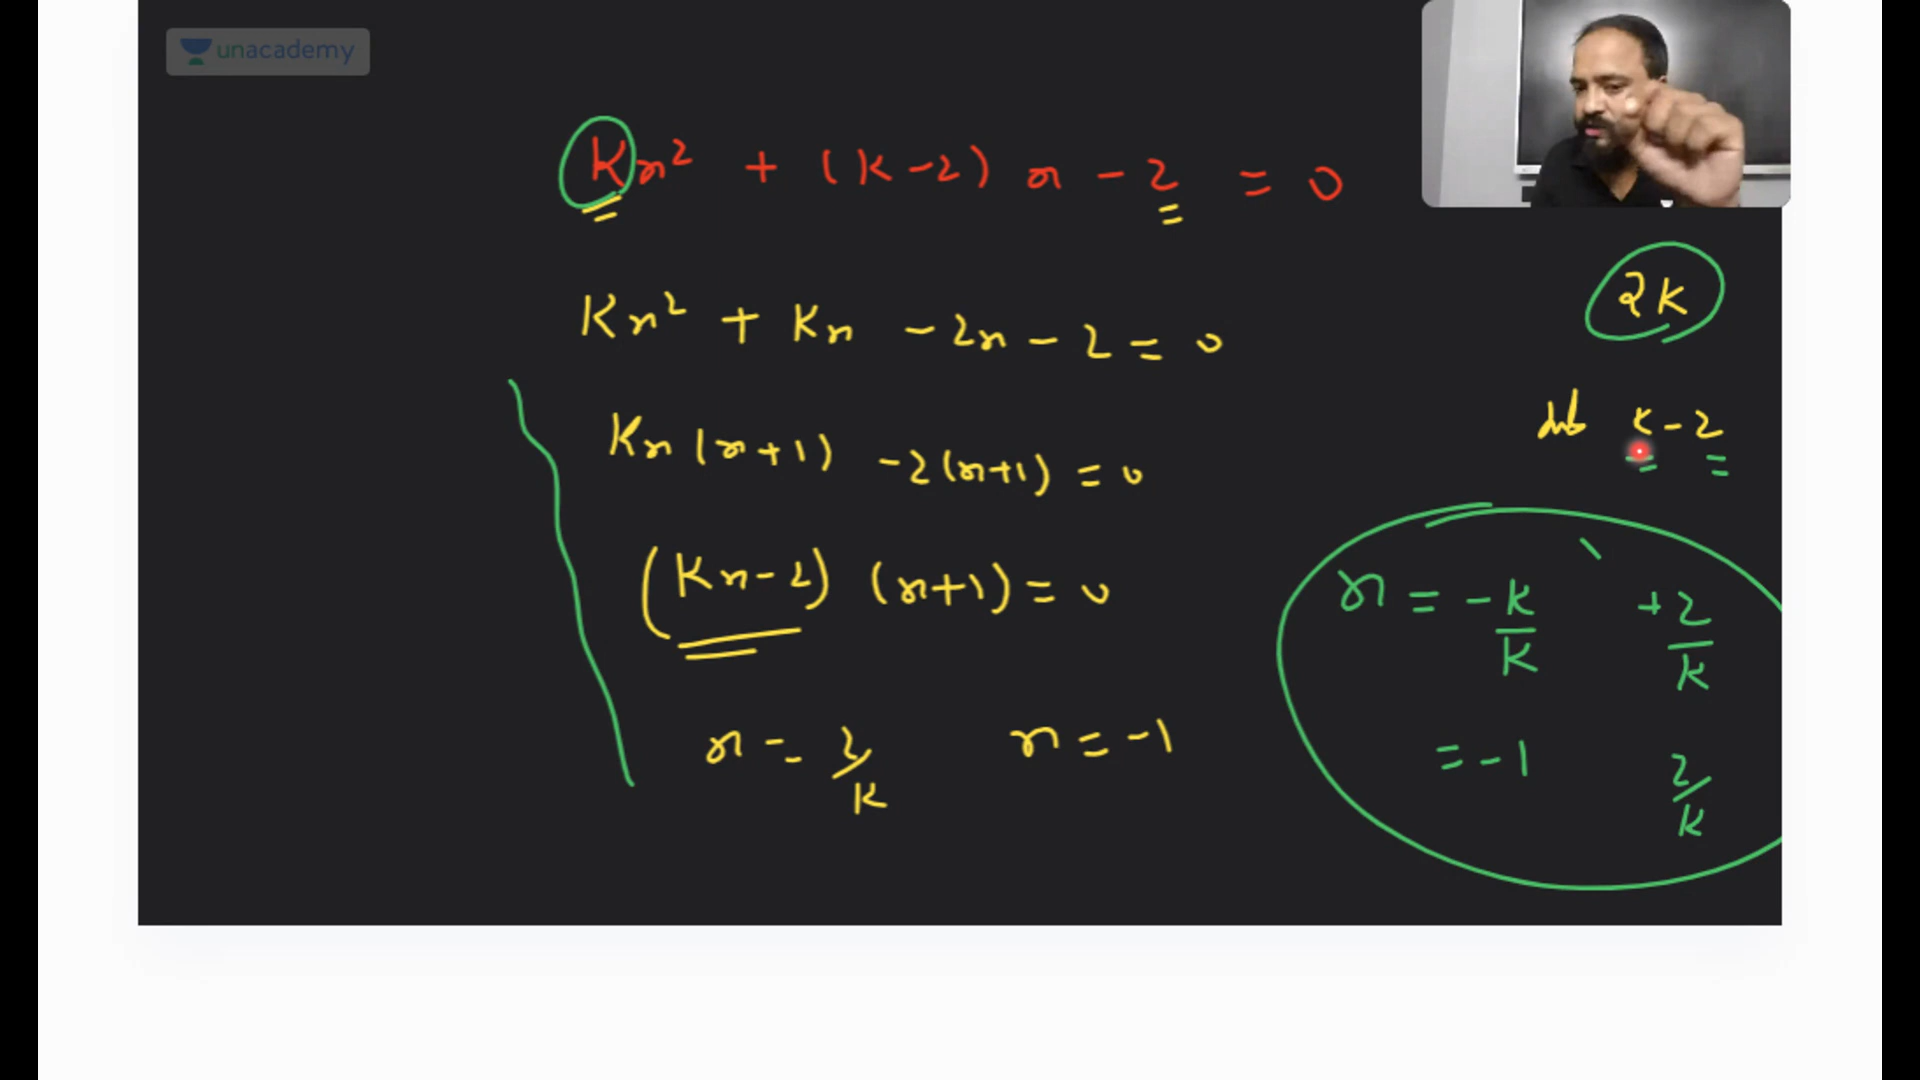 unacademy
Kx² + (K-2) x - 2 = 0
Kx² + Kx - 2x - 2 = 0
Kx (x+1) - 2(x+1) = 0
(Kx-2) (x+1) = 0
x = 2/K x = -1
2K
K-2
x = -K/K +2/K
= -1 2/K